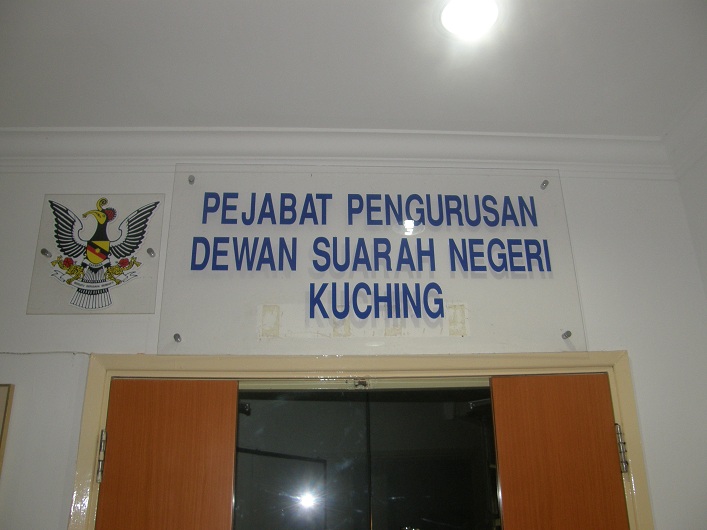 PEJABAT PENGURUSAN
DEWAN SUARAH NEGERI
KUCHING